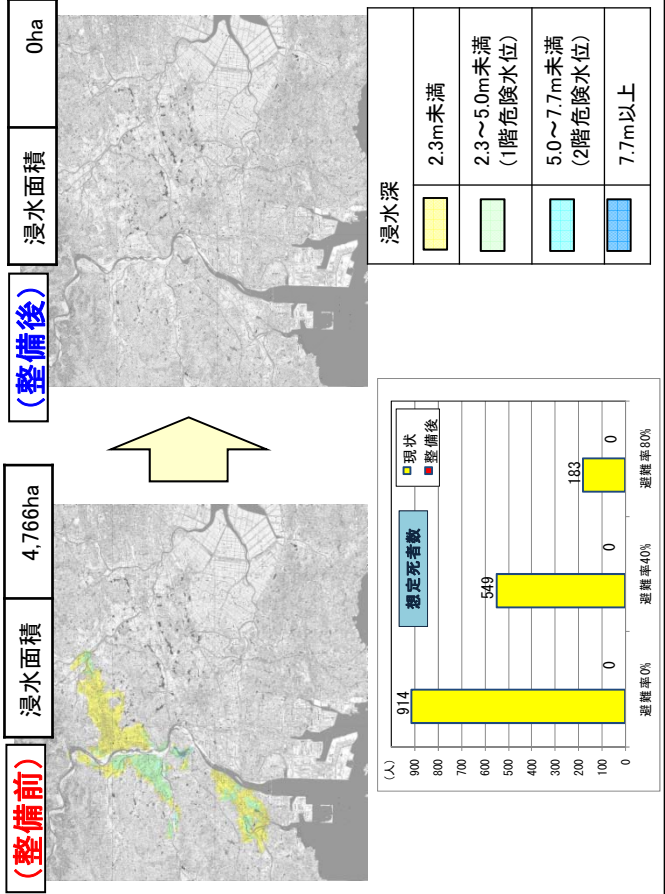 (整備前)
浸水面積 4,766ha
(整備後)
浸水面積 0ha
(人)
想定死者数
現状
整備後
900
800
700
600
500
400
300
200
100
0
914 0
549 0
183 0
避難率0% 避難率40% 避難率80%
浸水深
2.3m未満
2.3~5.0m未満
(1階危険水位)
5.0~7.7m未満
(2階危険水位)
7.7m以上